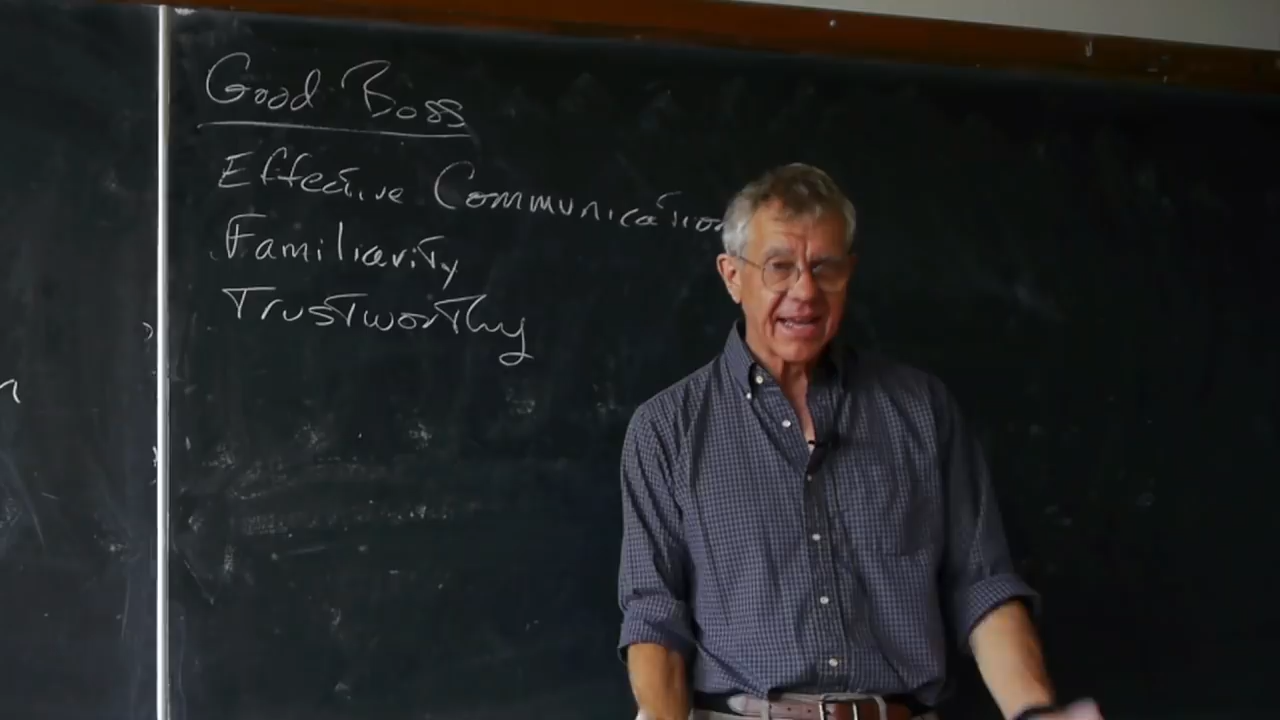 Good Boss
Effective Communication
Familiarity
Trustworthy